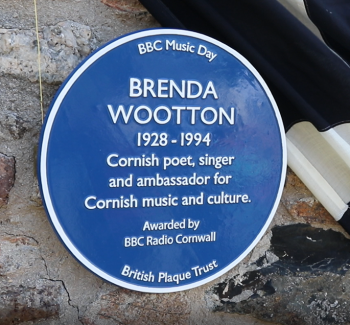 BBC Music Day
BRENDA
WOOTTON
1928 - 1994
Cornish poet, singer
and ambassador for
Cornish music and culture.
Awarded by
BBC Radio Cornwall
British Plaque Trust